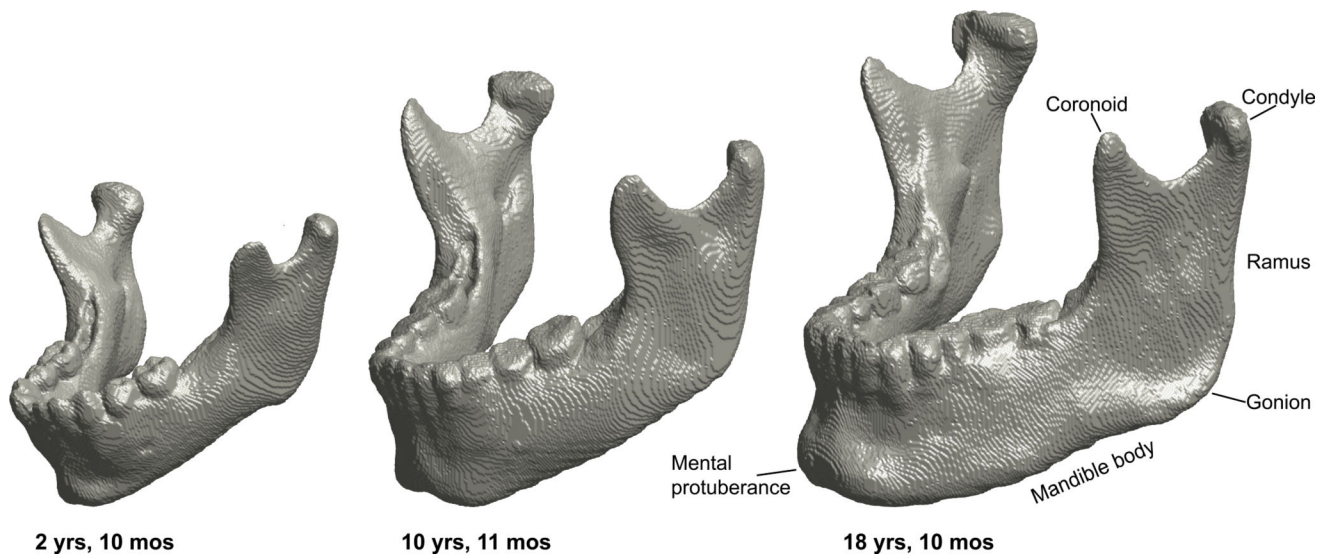 Coronoid
Condyle
Ramus
Gonion
Mandible body
Mental
protuberance
2 yrs, 10 mos
10 yrs, 11 mos
18 yrs, 10 mos